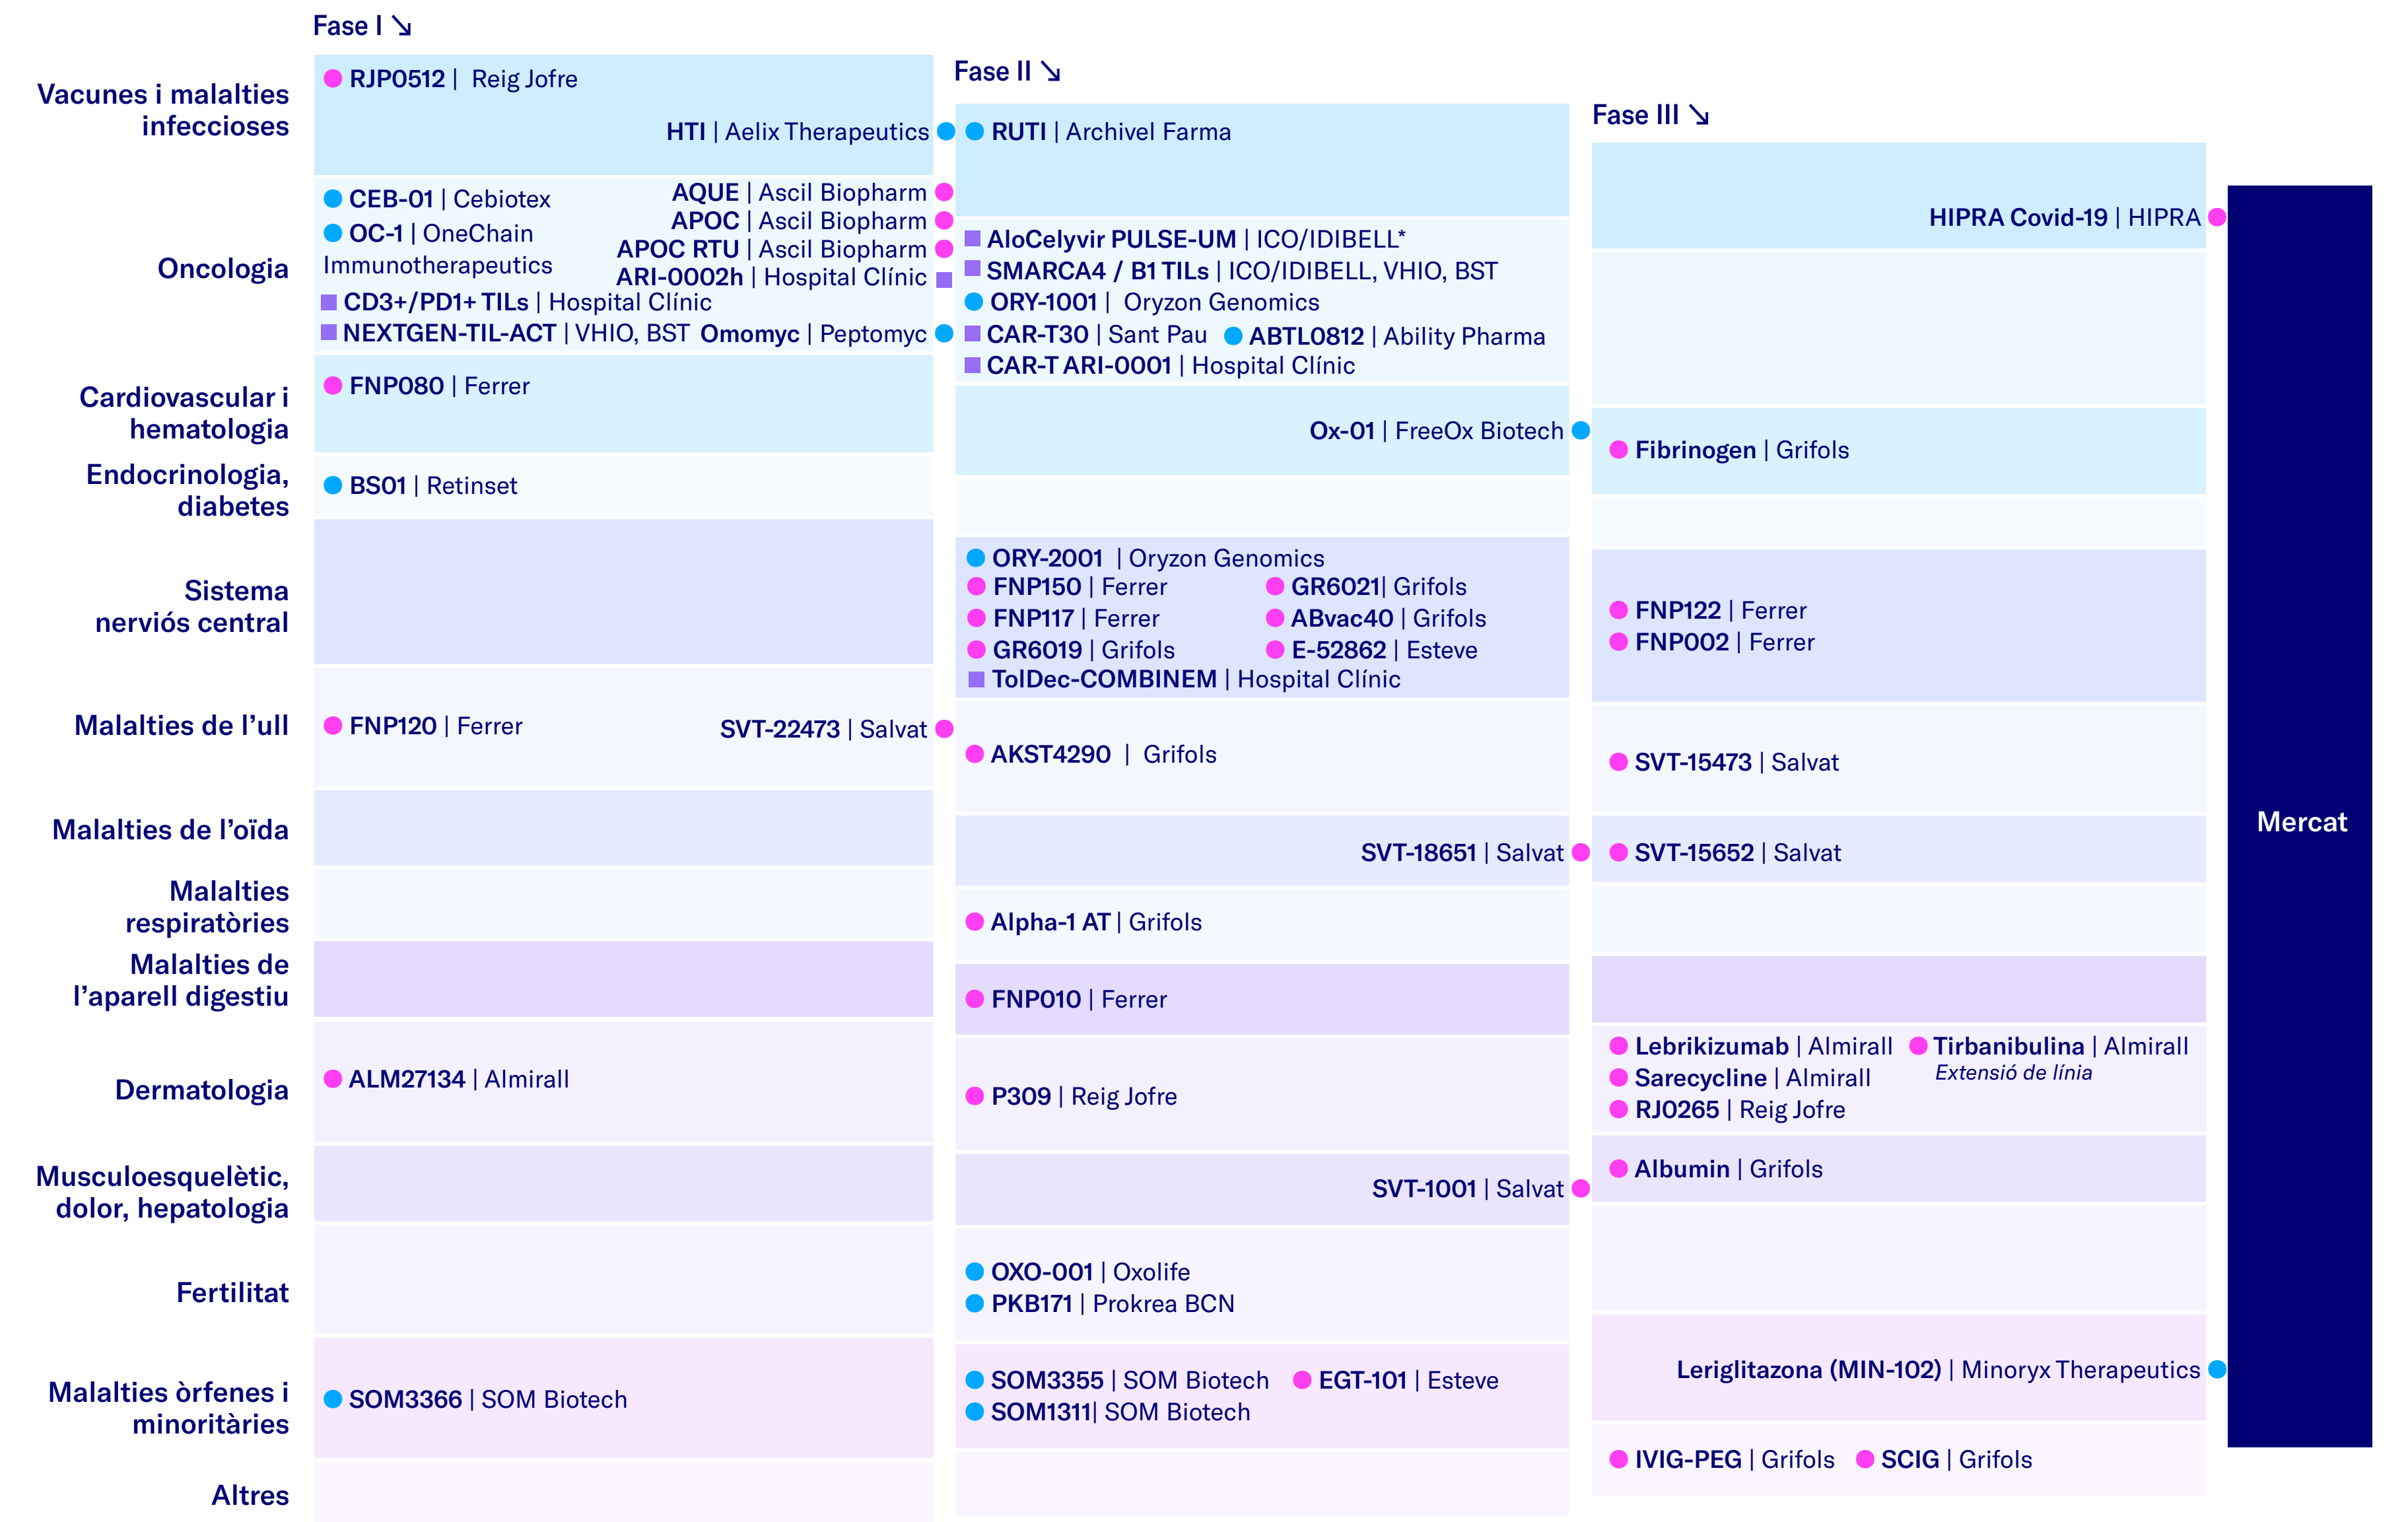 Fase I ↘
Fase II ↘
Fase III ↘
Vacunes i malalties
infeccioses
RJP0512 | Reig Jofre
HTI | Aelix Therapeutics
RUTI | Archivel Farma
HIPRA Covid-19 | HIPRA
Oncologia
CEB-01 | Cebiotex
OC-1 | OneChain
Immunotherapeutics
CD3+/PD1+ TILs | Hospital Clínic
NEXTGEN-TIL-ACT | VHIO, BST
AQUE | Ascil Biopharm
APOC | Ascil Biopharm
APOC RTU | Ascil Biopharm
ARI-0002h | Hospital Clínic
Omomyc | Peptomyc
AloCelyvir PULSE-UM | ICO/IDIBELL*
SMARCA4 / B1 TILs | ICO/IDIBELL, VHIO, BST
ORY-1001 | Oryzon Genomics
CAR-T30 | Sant Pau
ABTL0812 | Ability Pharma
CAR-T ARI-0001 | Hospital Clínic
Cardiovascular i
hematologia
FNP080 | Ferrer
Ox-01 | FreeOx Biotech
Fibrinogen | Grifols
Endocrinologia,
diabetes
BS01 | Retinset
Sistema
nerviós central
ORY-2001 | Oryzon Genomics
FNP150 | Ferrer
GR6021| Grifols
FNP117 | Ferrer
ABvac40 | Grifols
GR6019 | Grifols
E-52862 | Esteve
TolDec-COMBINEM | Hospital Clínic
FNP122 | Ferrer
FNP002 | Ferrer
Malalties de l’ull
FNP120 | Ferrer
SVT-22473 | Salvat
AKST4290 | Grifols
SVT-15473 | Salvat
Mercat
Malalties de l’oïda
SVT-18651 | Salvat
SVT-15652 | Salvat
Malalties
respiratòries
Alpha-1 AT | Grifols
Malalties de
l’aparell digestiu
FNP010 | Ferrer
Dermatologia
ALM27134 | Almirall
P309 | Reig Jofre
Lebrikizumab | Almirall
Tirbanibulina | Almirall
Extensió de línia
Sarecycline | Almirall
RJ0265 | Reig Jofre
Musculoesquelètic,
dolor, hepatologia
SVT-1001 | Salvat
Albumin | Grifols
Fertilitat
OXO-001 | Oxolife
PKB171 | Prokrea BCN
Malalties òrfenes i
minoritàries
SOM3366 | SOM Biotech
SOM3355 | SOM Biotech
EGT-101 | Esteve
SOM1311| SOM Biotech
Leriglitazona (MIN-102) | Minoryx Therapeutics
Altres
IVIG-PEG | Grifols
SCIG | Grifols